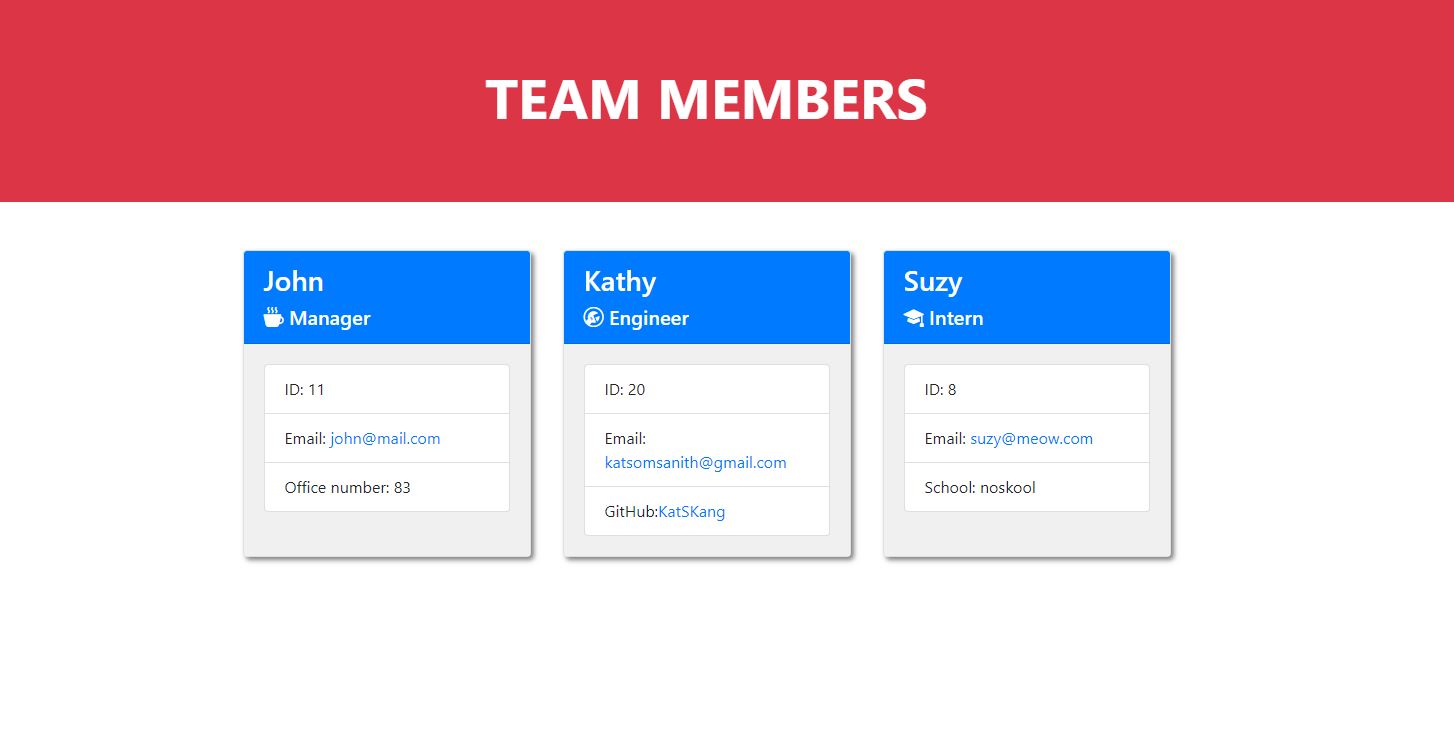 TEAM MEMBERS
John
Manager
ID: 11
Email: john@mail.com
Office number: 83
Kathy
Engineer
ID: 20
Email:
katsomsanith@gmail.com
GitHub:KatSKang
Suzy
Intern
ID: 8
Email: suzy@meow.com
School: noskool